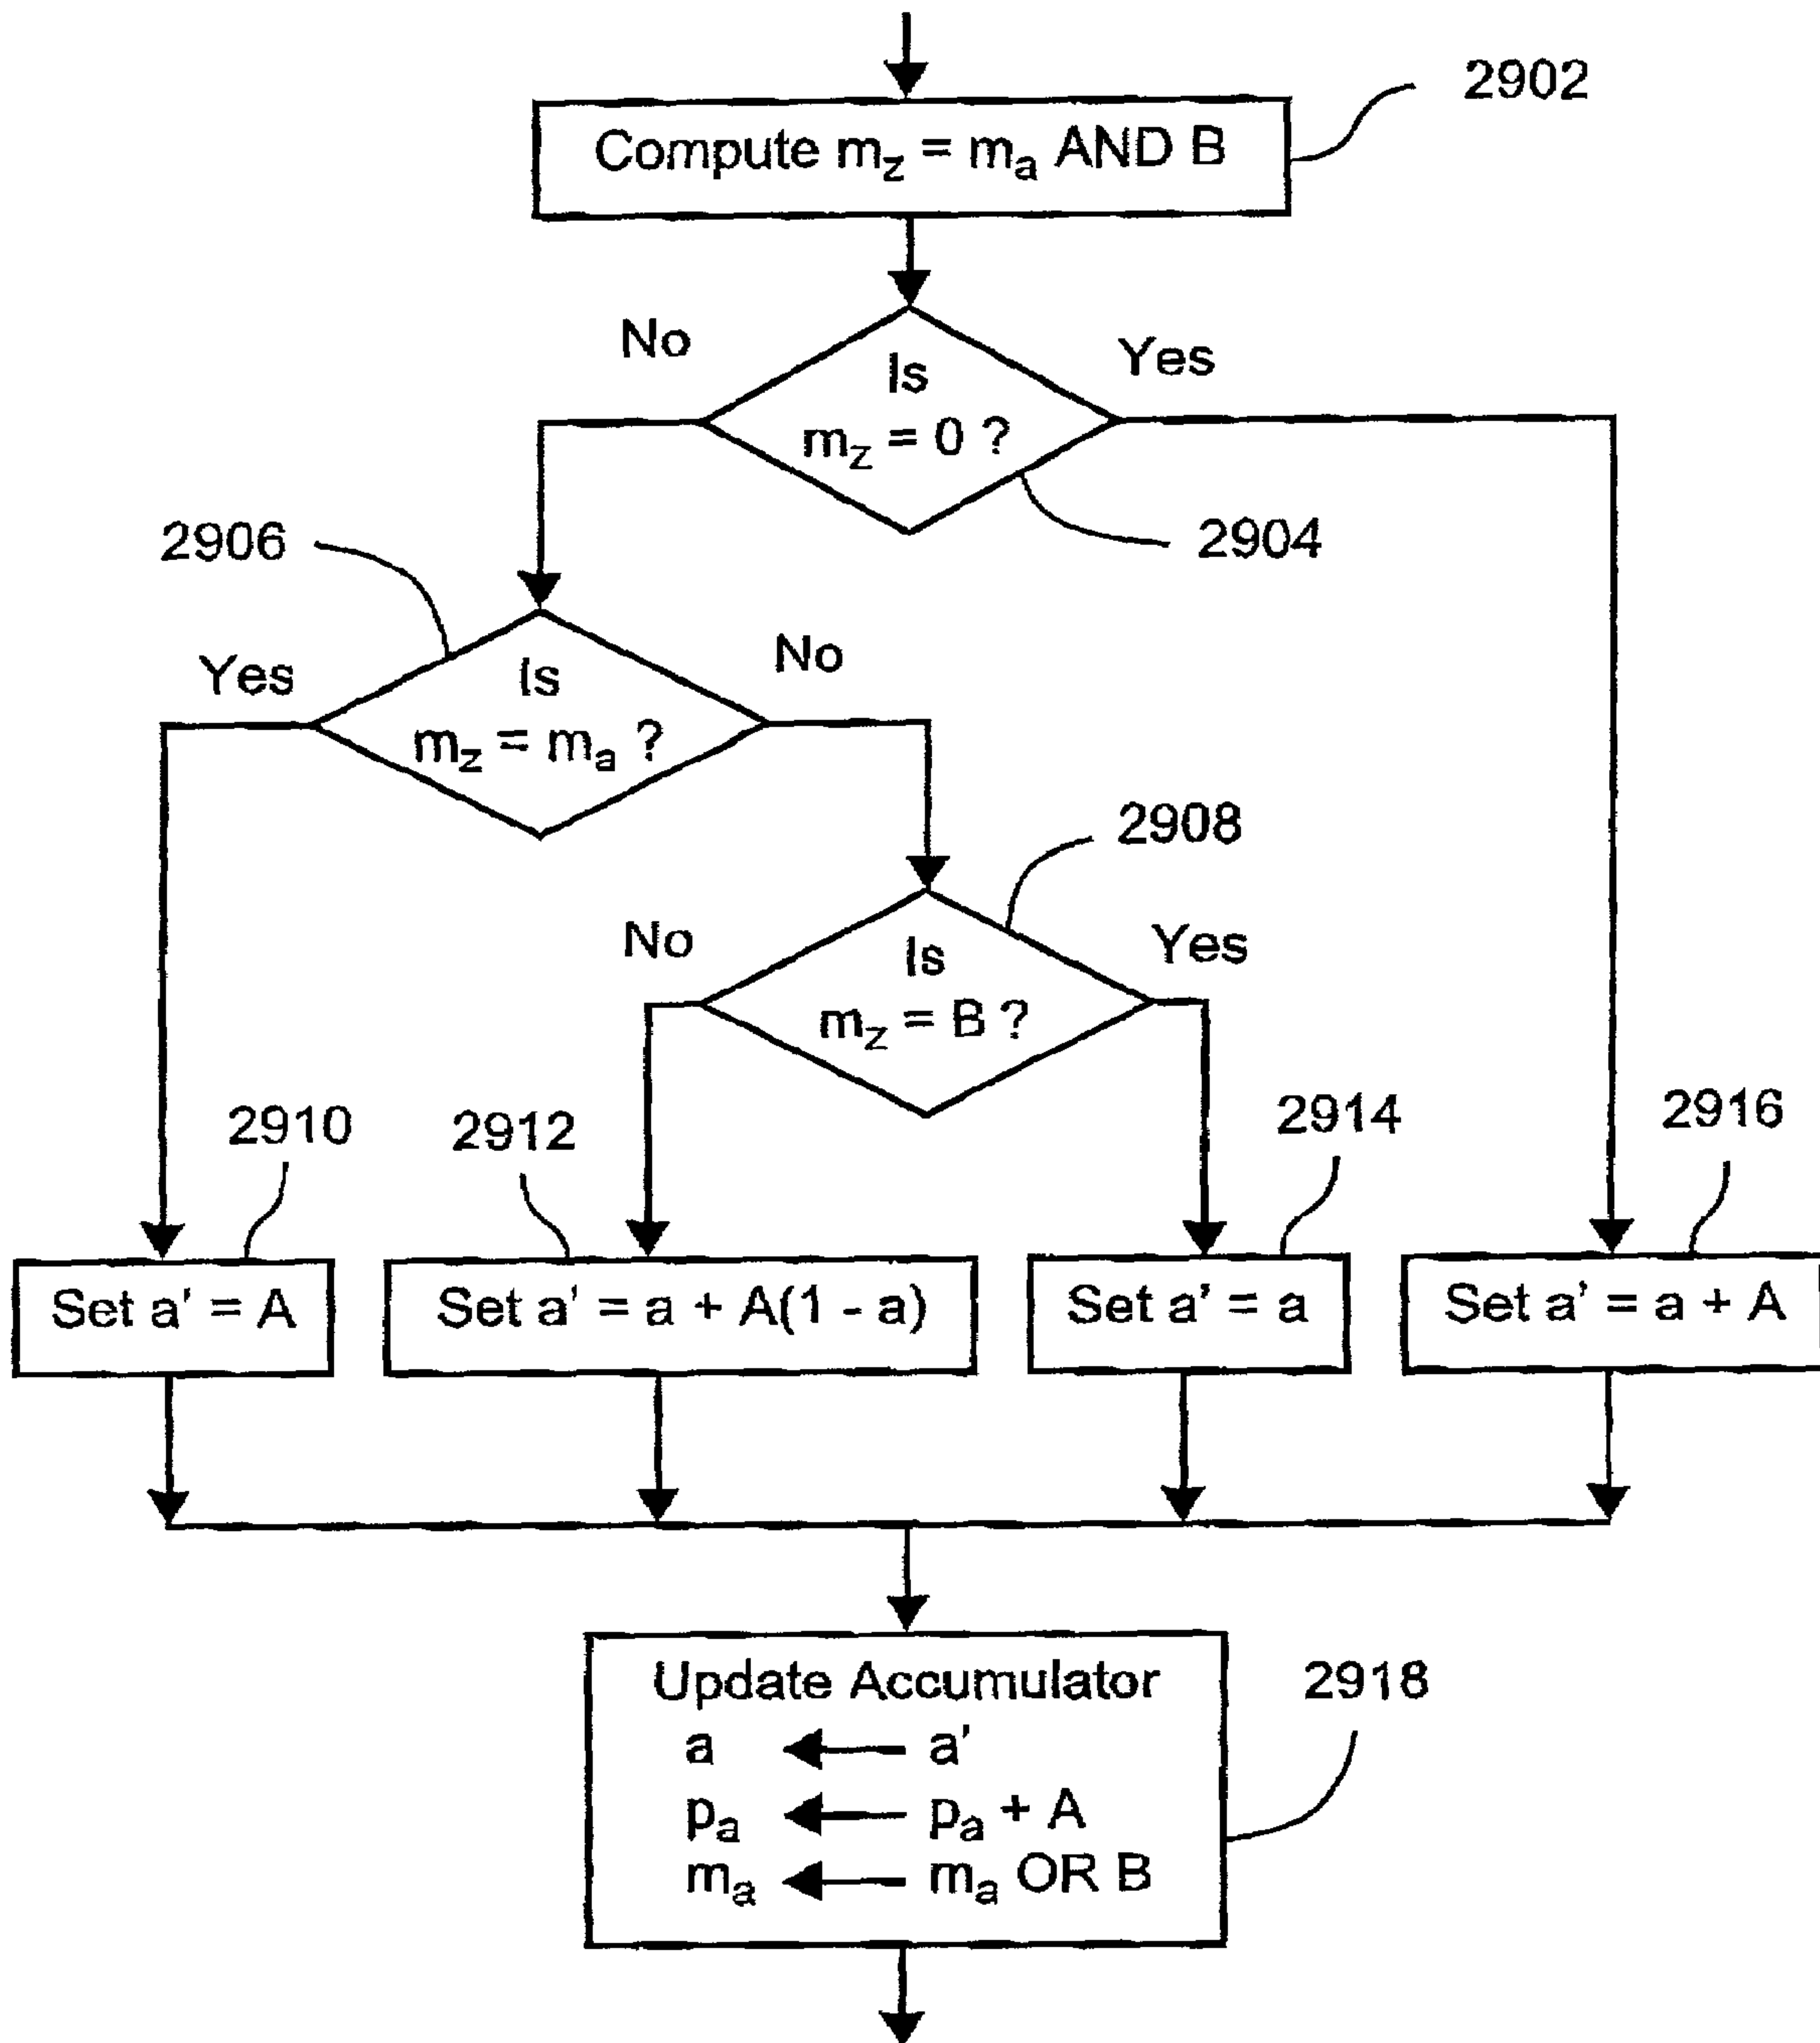 2902
Compute m_z = m_a AND B
No
Yes
Is
m_z = 0 ?
2904
2906
Yes
No
Is
m_z = m_a ?
2908
No
Yes
Is
m_z = B ?
2910
2912
2914
2916
Set a' = A
Set a' = a + A(1 - a)
Set a' = a
Set a' = a + A
Update Accumulator
a ← a'
p_a ← p_a + A
m_a ← m_a OR B
2918